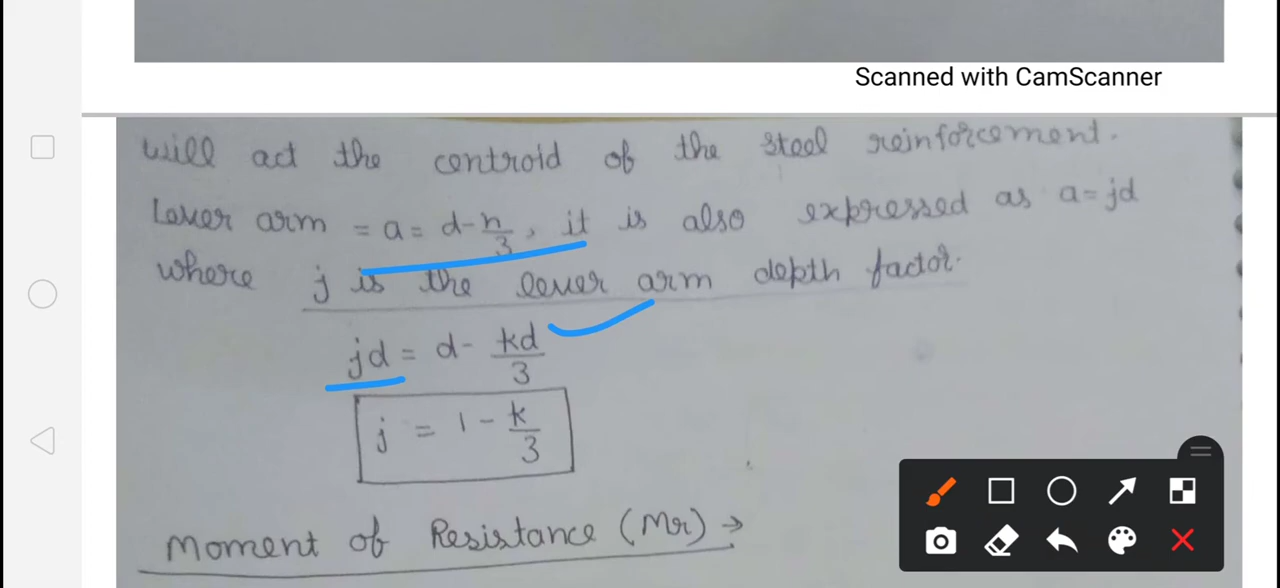 Scanned with CamScanner
will act the centroid of the steel reinforcement.
Lever arm = a = d - n/3, it is also expressed as a = jd
where j is the lever arm depth factor.
jd = d - kd/3
j = 1 - k/3
Moment of Resistance (Mr) →